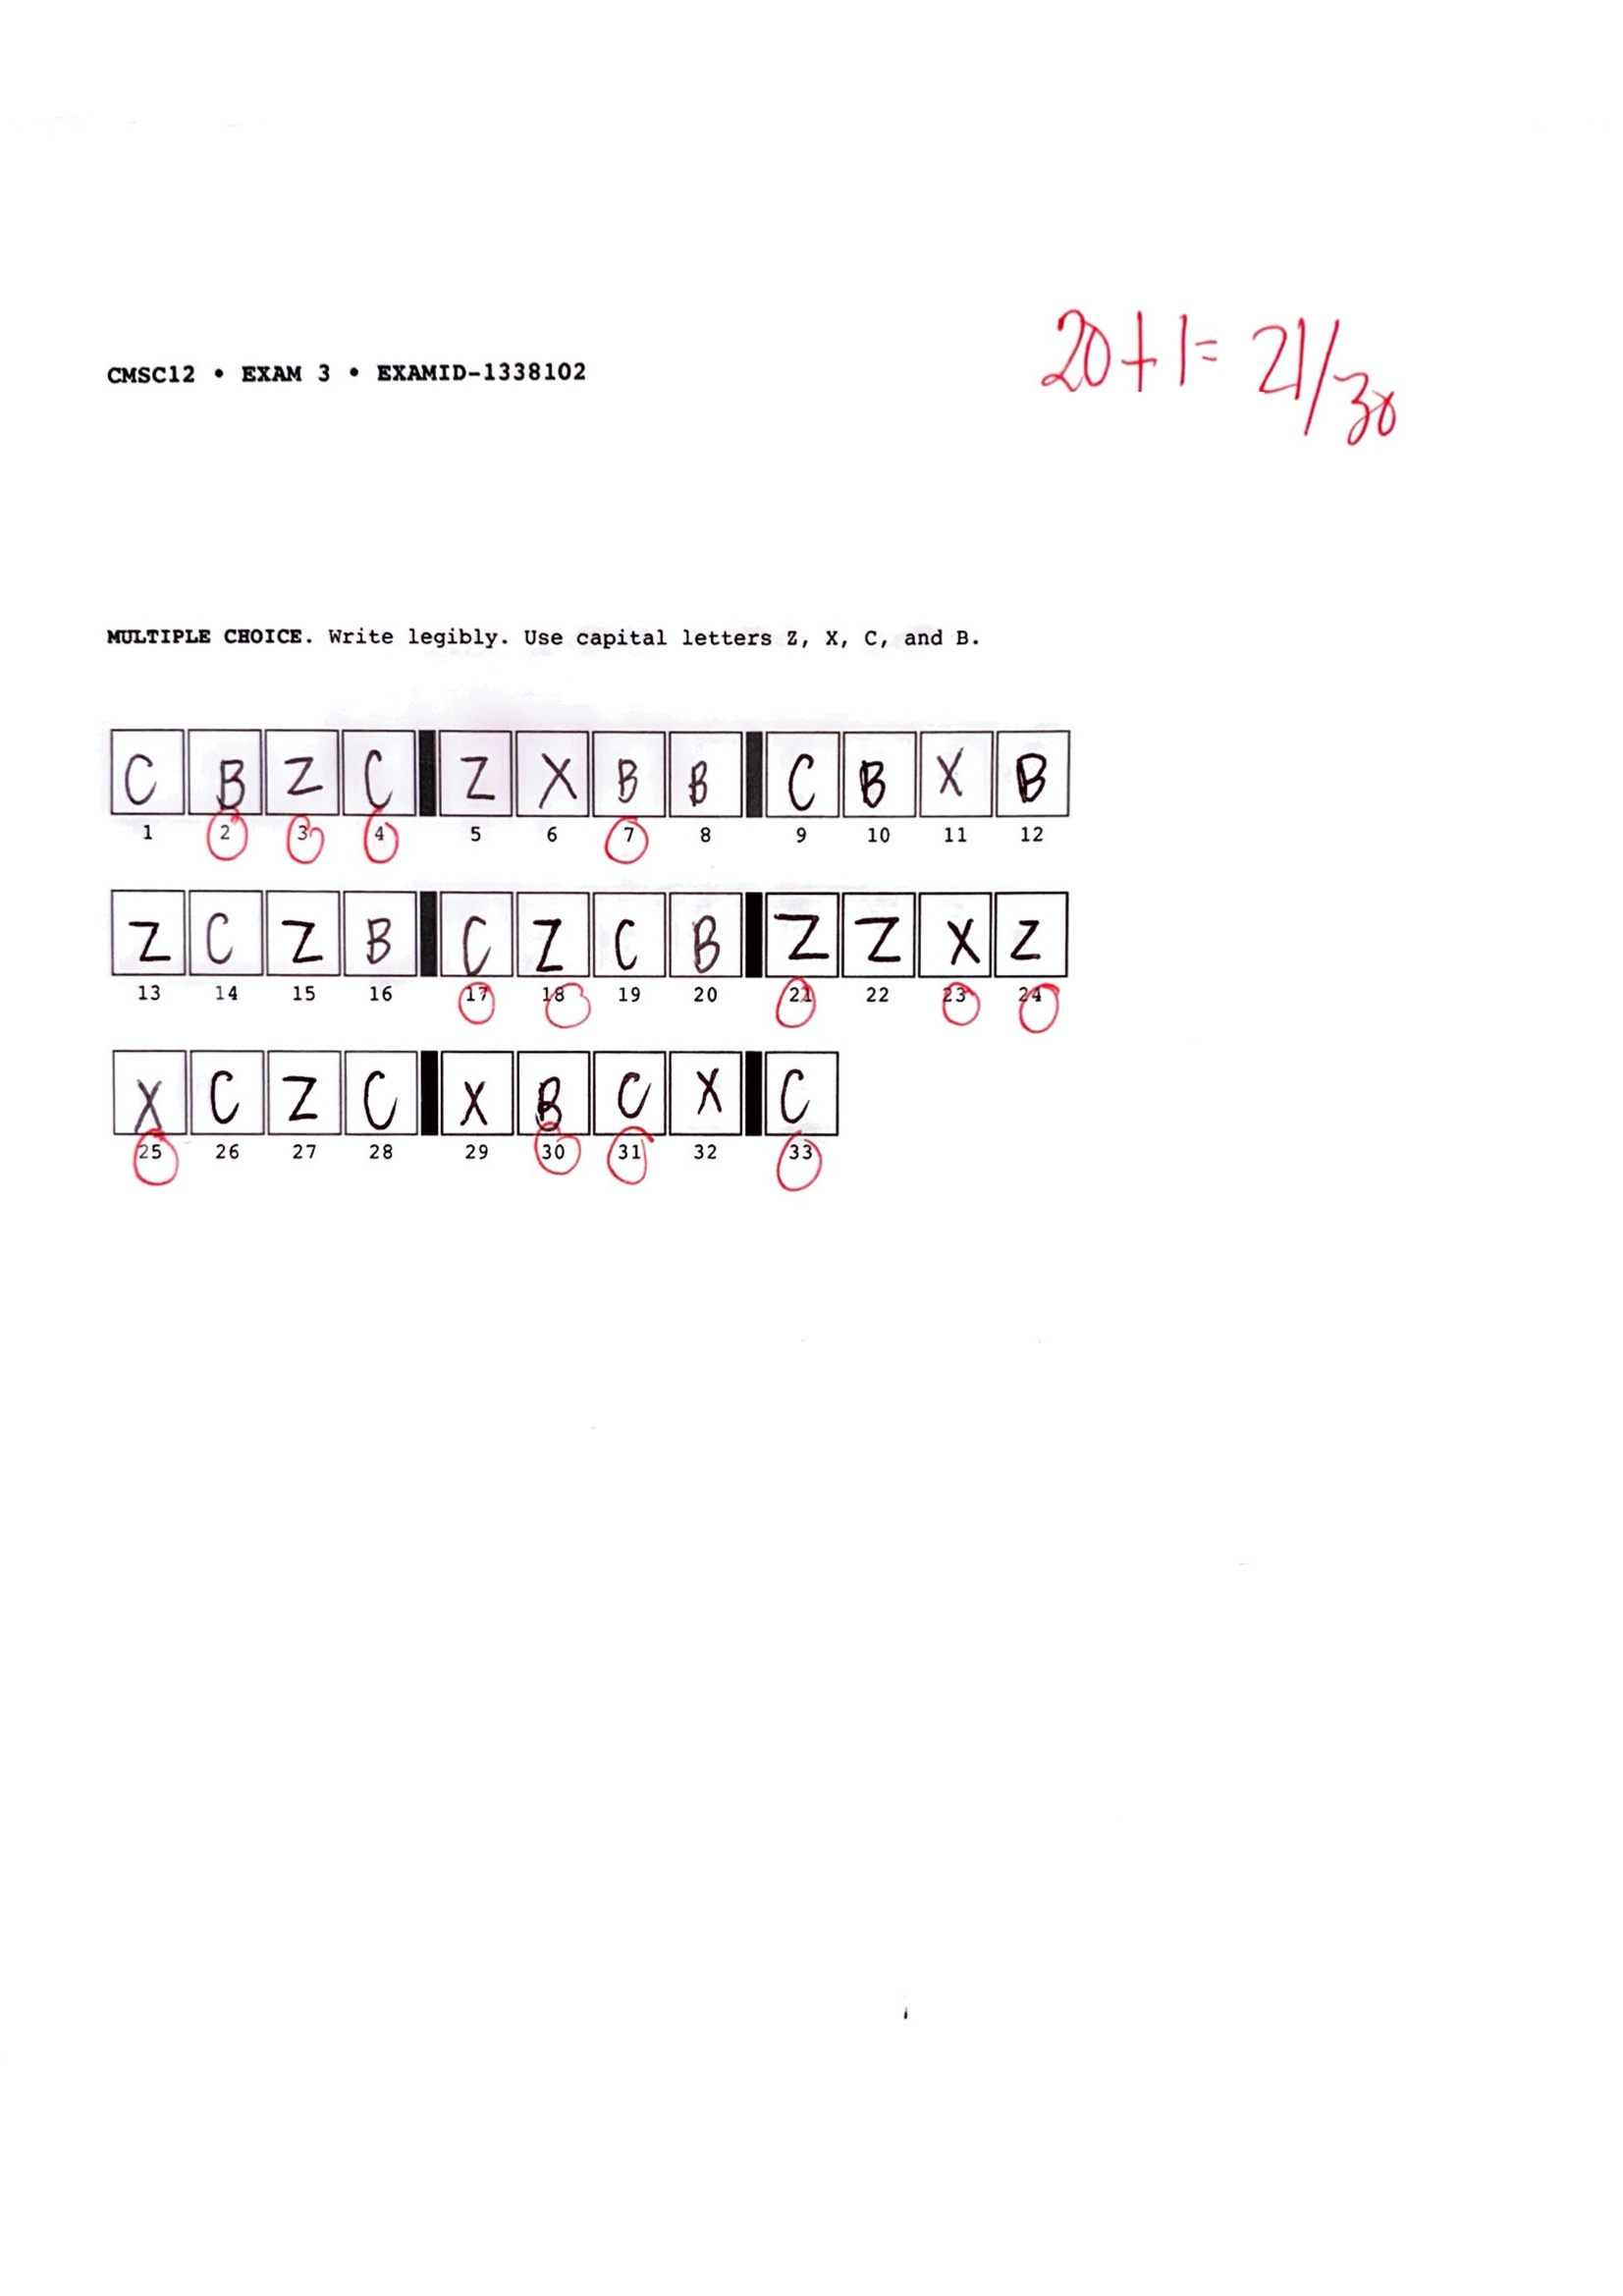 CMSC12 • EXAM 3 • EXAMID-1338102
20+1= 21/30
MULTIPLE CHOICE. Write legibly. Use capital letters Z, X, C, and B.
C B Z C Z X B B C B X B
1 2 3 4 5 6 7 8 9 10 11 12
Z C Z B C Z C B Z Z X Z
13 14 15 16 17 18 19 20 21 22 23 24
X C Z C X B C X C
25 26 27 28 29 30 31 32 33